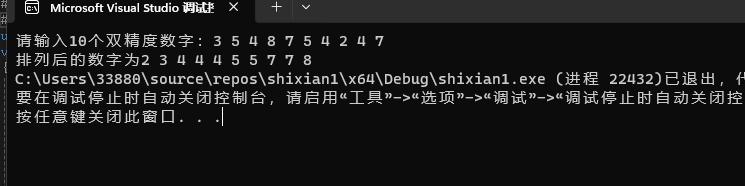 Microsoft Visual Studio 调试控
请输入10个双精度数字：3 5 4 8 7 5 4 2 4 7
排列后的数字为2 3 4 4 4 5 5 7 7 8
C:\Users\33880\source\repos\shixian1\x64\Debug\shixian1.exe (进程 22432)已退出，代
要在调试停止时自动关闭控制台，请启用“工具”->“选项”->“调试”->“调试停止时自动关闭控
按任意键关闭此窗口. . .